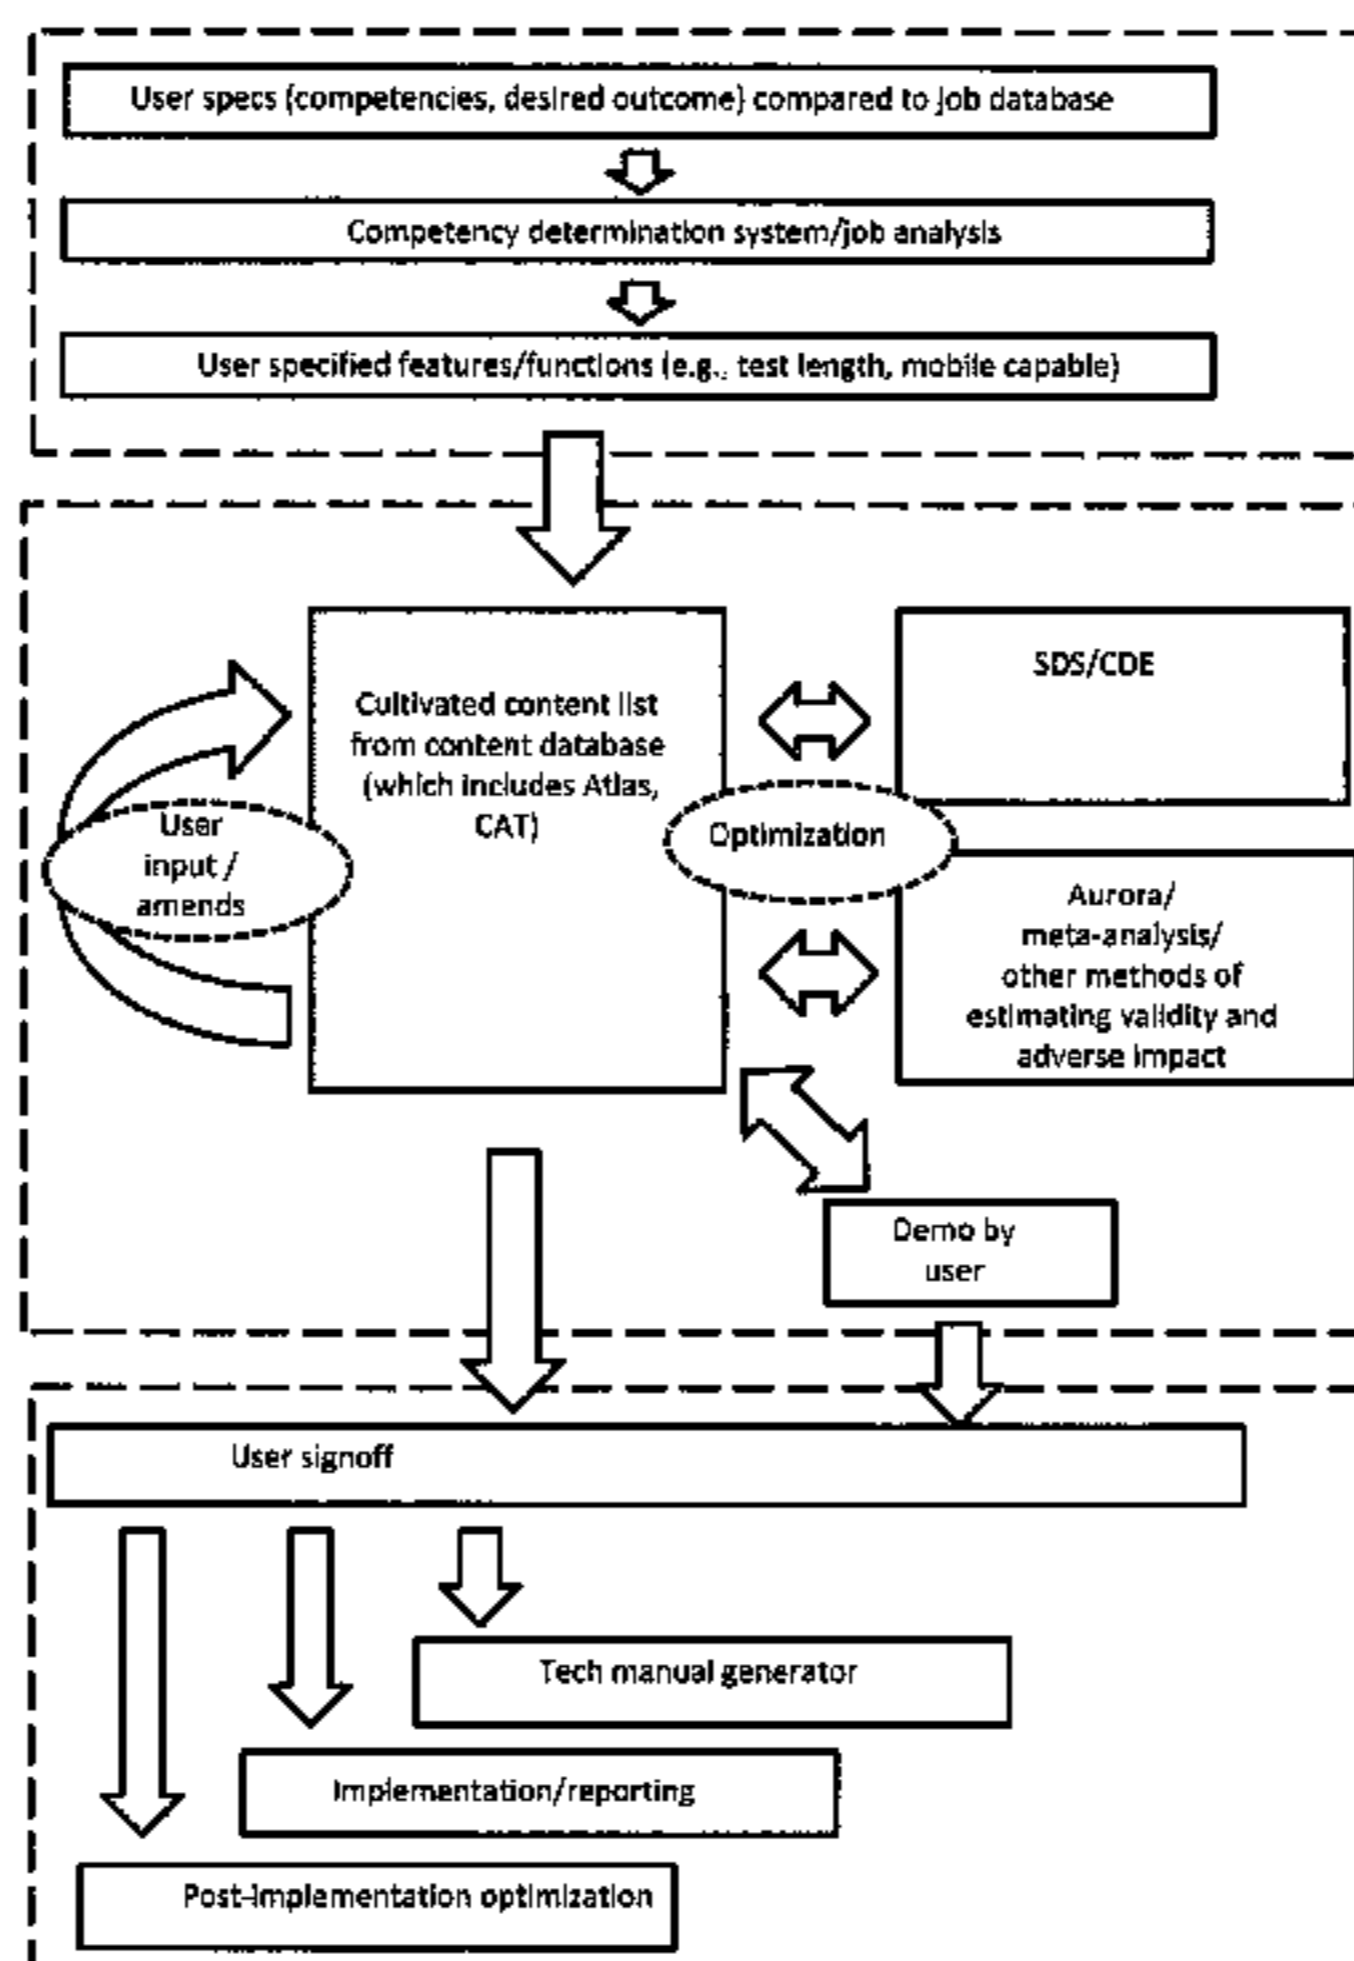 User specs (competencies, desired outcome) compared to job database
Competency determination system/job analysis
User specified features/functions (e.g., test length, mobile capable)
Cultivated content list
from content database
(which includes Atlas,
CAT)
SDS/CDE
User
input /
amends
Optimization
Aurora/
meta-analysis/
other methods of
estimating validity and
adverse impact
Demo by
user
User signoff
Tech manual generator
Implementation/reporting
Post-implementation optimization